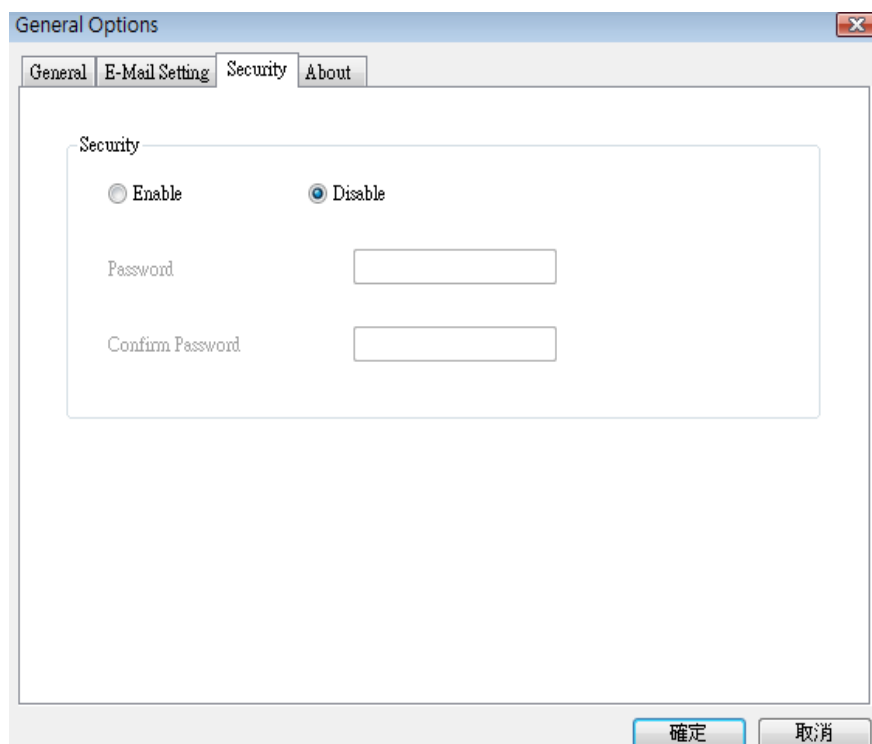 General Options
General E-Mail Setting Security About
Security
Enable Disable
Password
Confirm Password
確定 取消